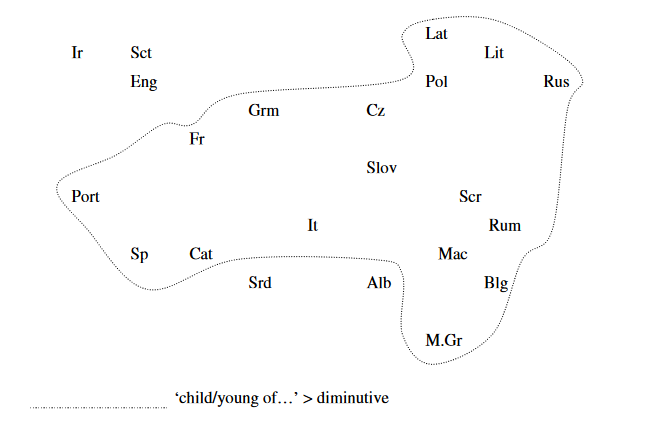 Lat
Ir Sct Lit
Eng Pol Rus
Grm Cz
Fr
Slov
Port Scr
It Rum
Sp Cat Mac
Srd Alb Blg
M.Gr
‘child/young of…’ > diminutive